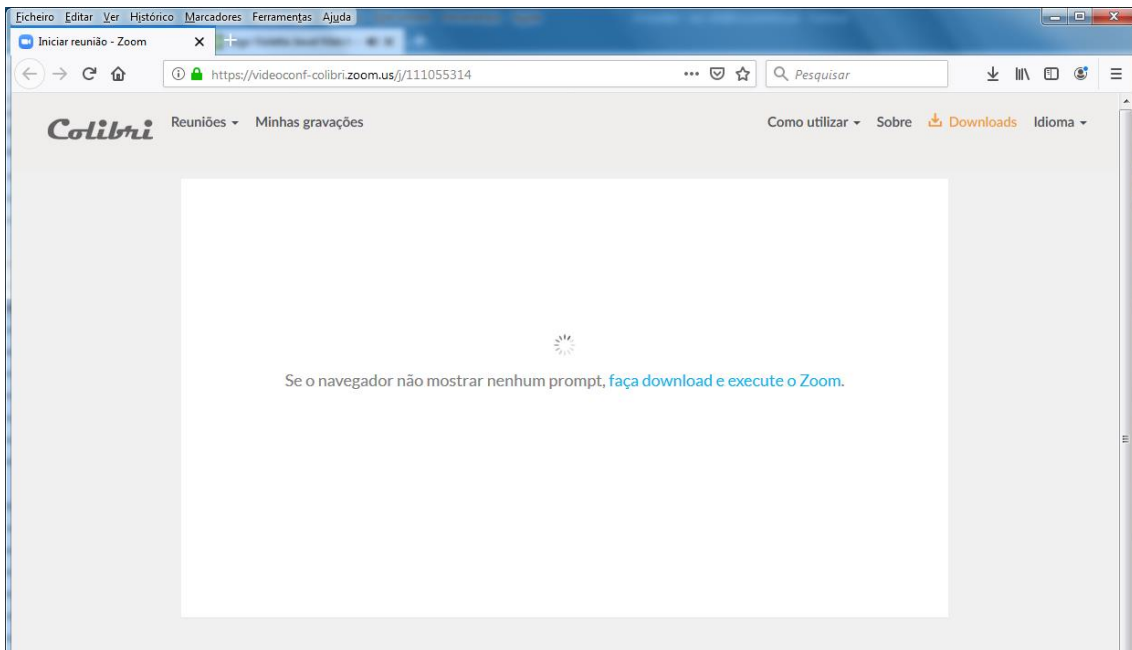 Ficheiro Editar Ver Histórico Marcadores Ferramentas Ajuda
Iniciar reunião - Zoom
https://videoconf-colibri.zoom.us/j/111055314
Pesquisar
Colibri Reuniões Minhas gravações Como utilizar Sobre Downloads Idioma
Se o navegador não mostrar nenhum prompt, faça download e execute o Zoom.